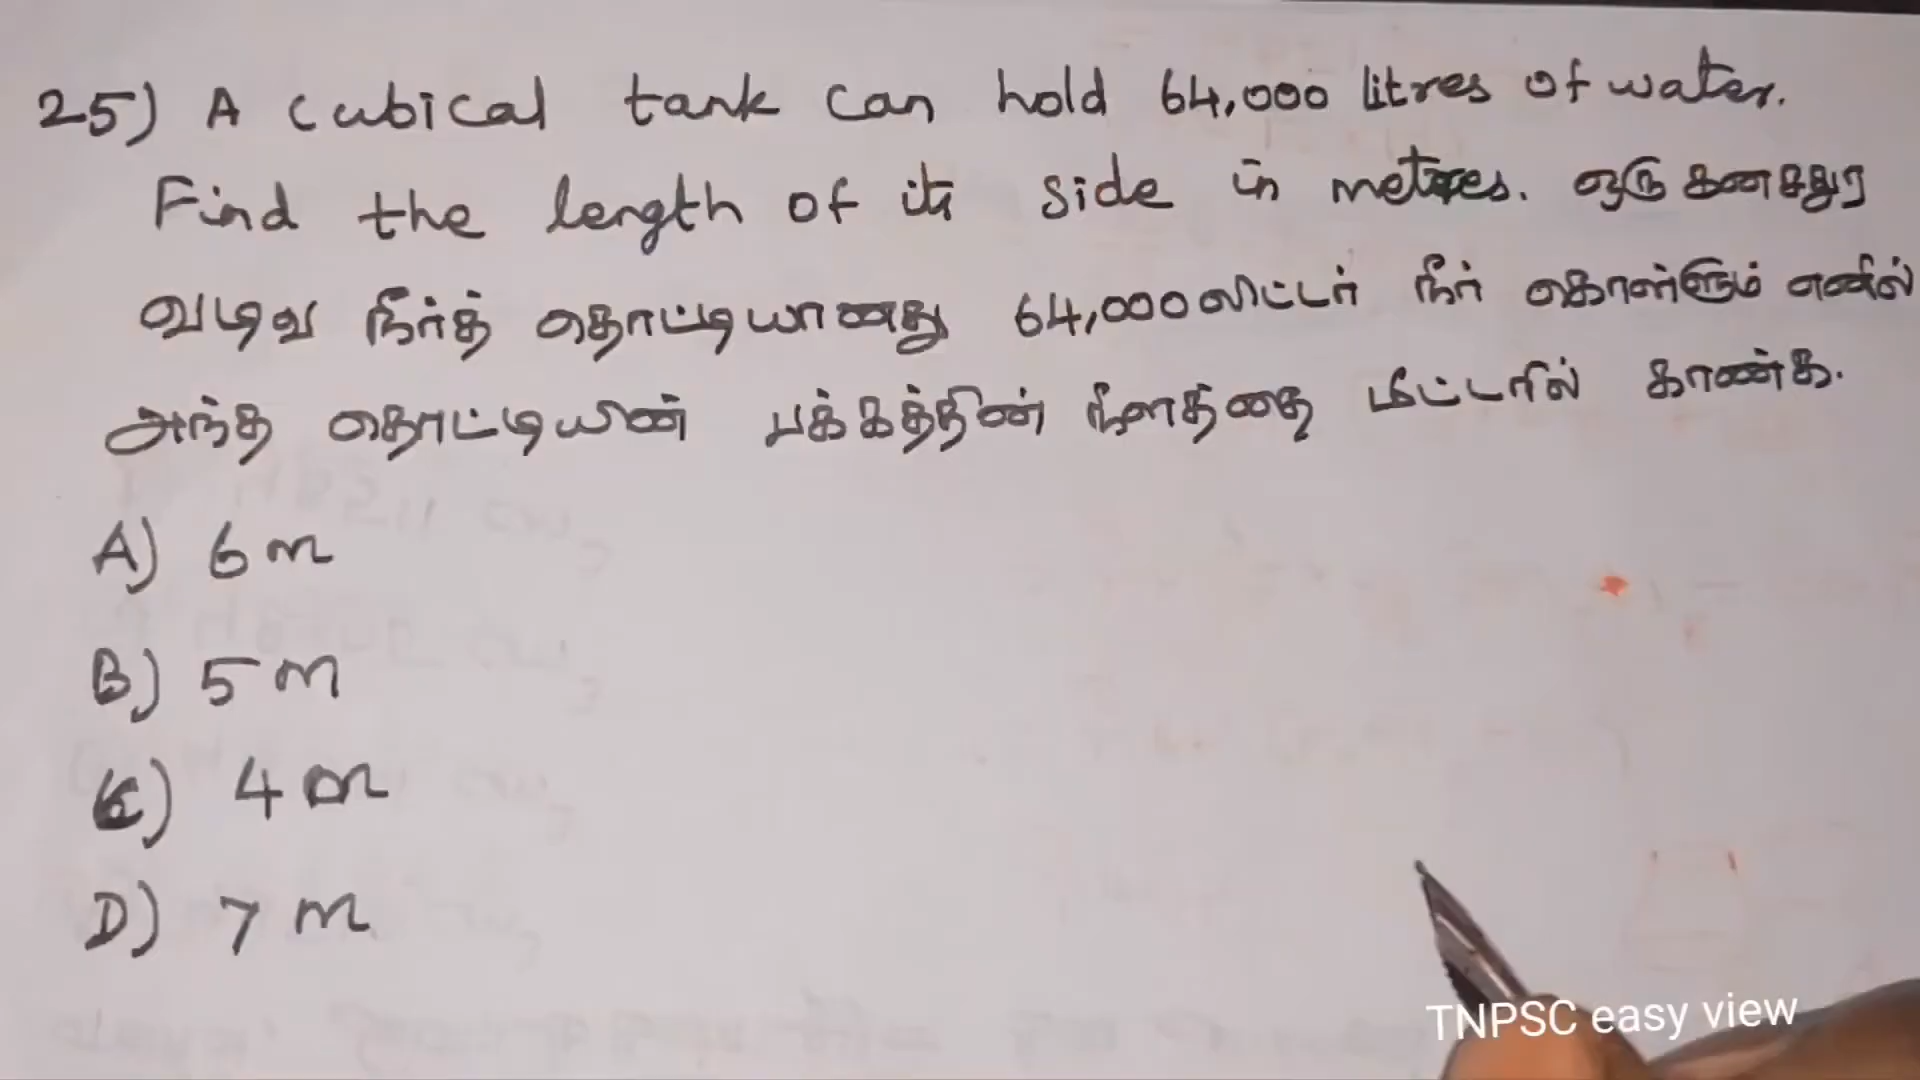 25) A cubical tank can hold 64,000 litres of water.
Find the length of its side in metres. ஒரு கனசதுர
வடிவ நீர்த் தொட்டியானது 64,000 லிட்டர் நீர் கொள்ளும் எனில்
அந்த தொட்டியின் பக்கத்தின் நீளத்தை மீட்டரில் காண்க.
A) 6 m
B) 5 m
C) 4 m
D) 7 m
TNPSC easy view